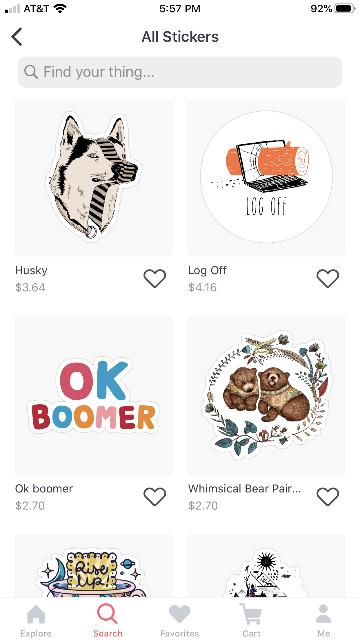 AT&T
5:57 PM
92%
All Stickers
Find your thing...
LOG OFF
Husky
$3.64
Log Off
$4.16
OK
BOOMER
Ok boomer
$2.70
Whimsical Bear Pair...
$2.70
Rise
up!
Explore
Search
Favorites
Cart
Me